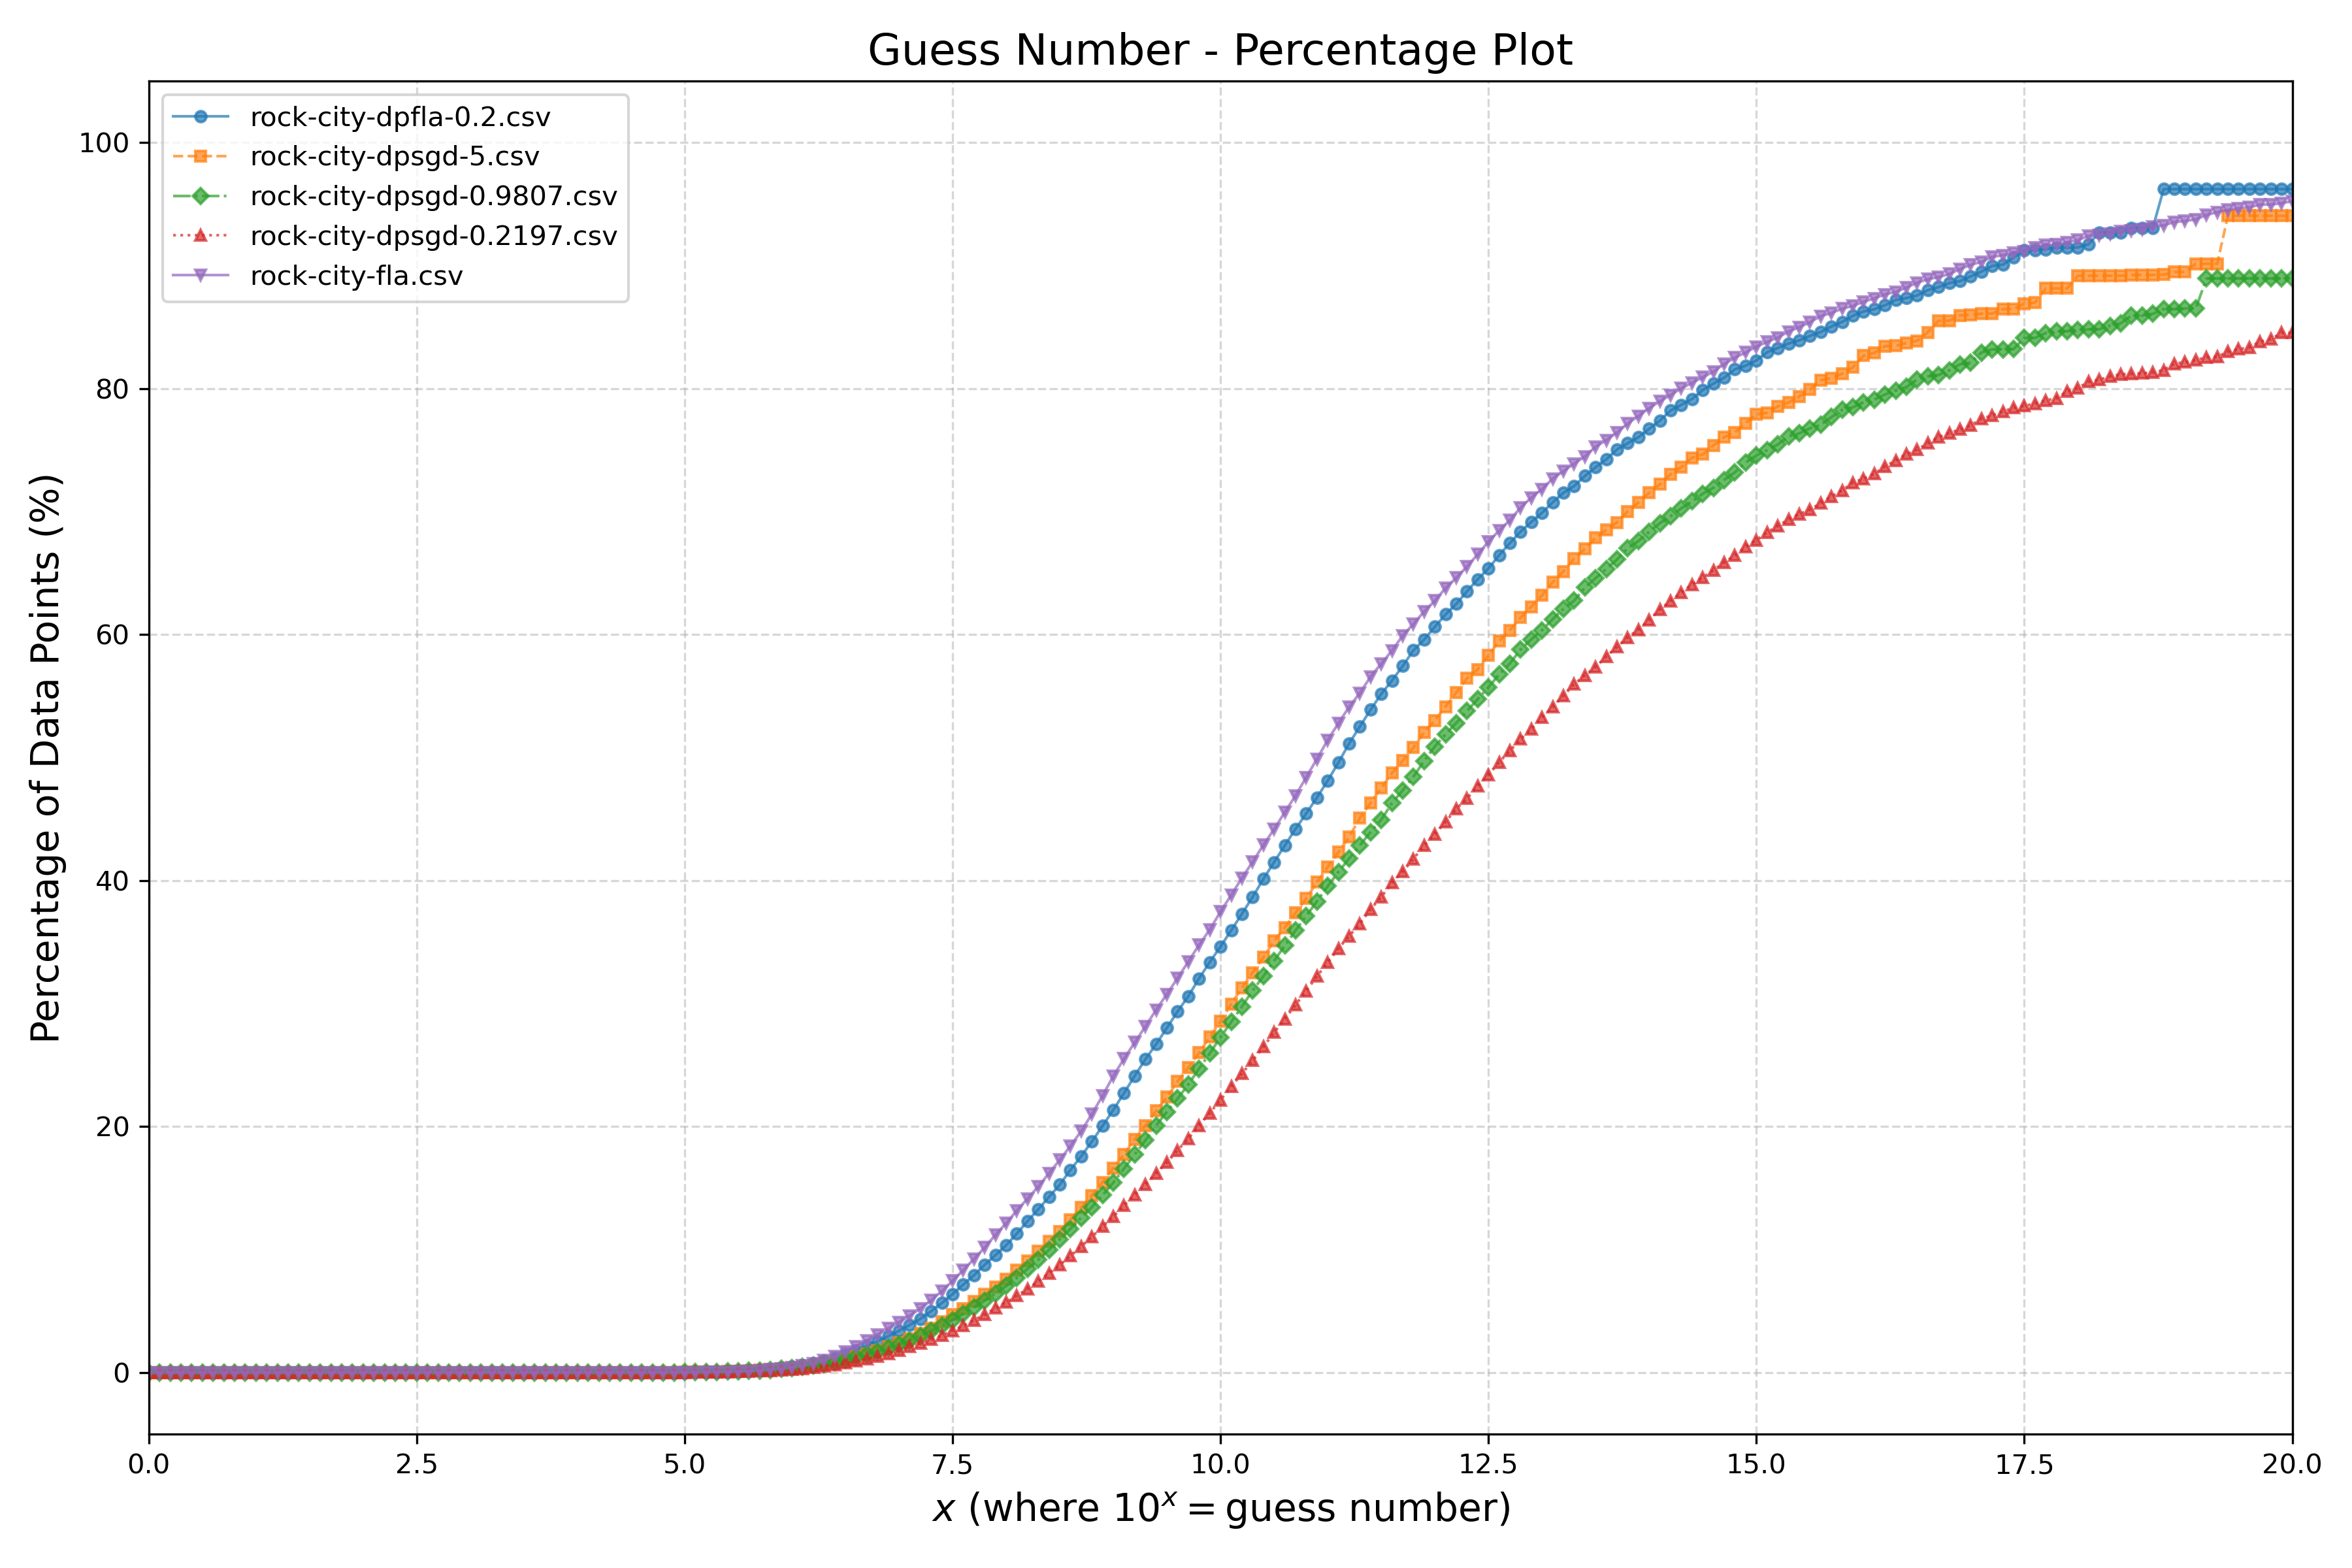 Guess Number - Percentage Plot
rock-city-dpfla-0.2.csv
rock-city-dpsgd-5.csv
rock-city-dpsgd-0.9807.csv
rock-city-dpsgd-0.2197.csv
rock-city-fla.csv
Percentage of Data Points (%)
100
80
60
40
20
0
0.0 2.5 5.0 7.5 10.0 12.5 15.0 17.5 20.0
x (where 10^x = guess number)